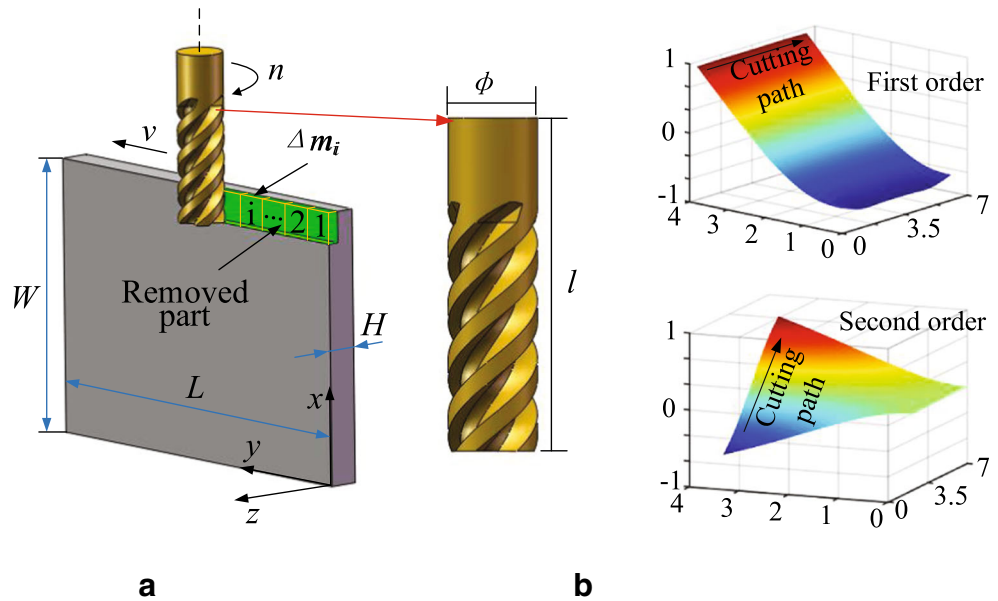 n
v
Δmᵢ
i ... 2 1
Removed
part
W
H
L
x
y
z
ϕ
l
1
0
-1
4
3
2
1
0
0
3.5
7
Cutting
path
First order
1
0
-1
4
3
2
1
0
0
3.5
7
Cutting
path
Second order
a
b